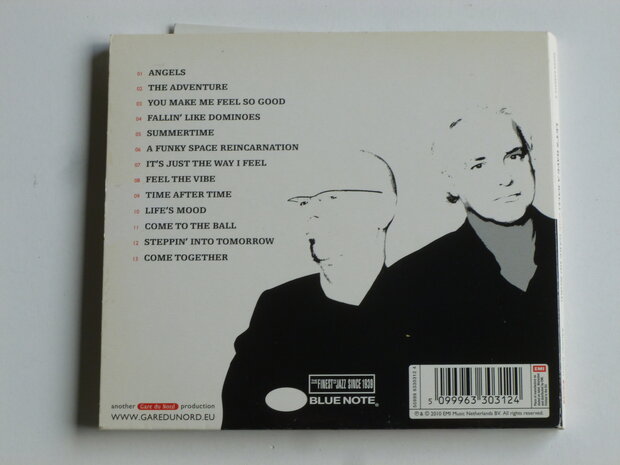 01 ANGELS
02 THE ADVENTURE
03 YOU MAKE ME FEEL SO GOOD
04 FALLIN' LIKE DOMINOES
05 SUMMERTIME
06 A FUNKY SPACE REINCARNATION
07 IT'S JUST THE WAY I FEEL
08 FEEL THE VIBE
09 TIME AFTER TIME
10 LIFE'S MOOD
11 COME TO THE BALL
12 STEPPIN' INTO TOMORROW
13 COME TOGETHER
another Gare du Nord production
WWW.GAREDUNORD.EU
THE FINEST IN JAZZ SINCE 1939
BLUE NOTE
50999 6330312 4
5 099963 303124
EMI
℗ & © 2010 EMI Music Netherlands BV. All rights reserved.